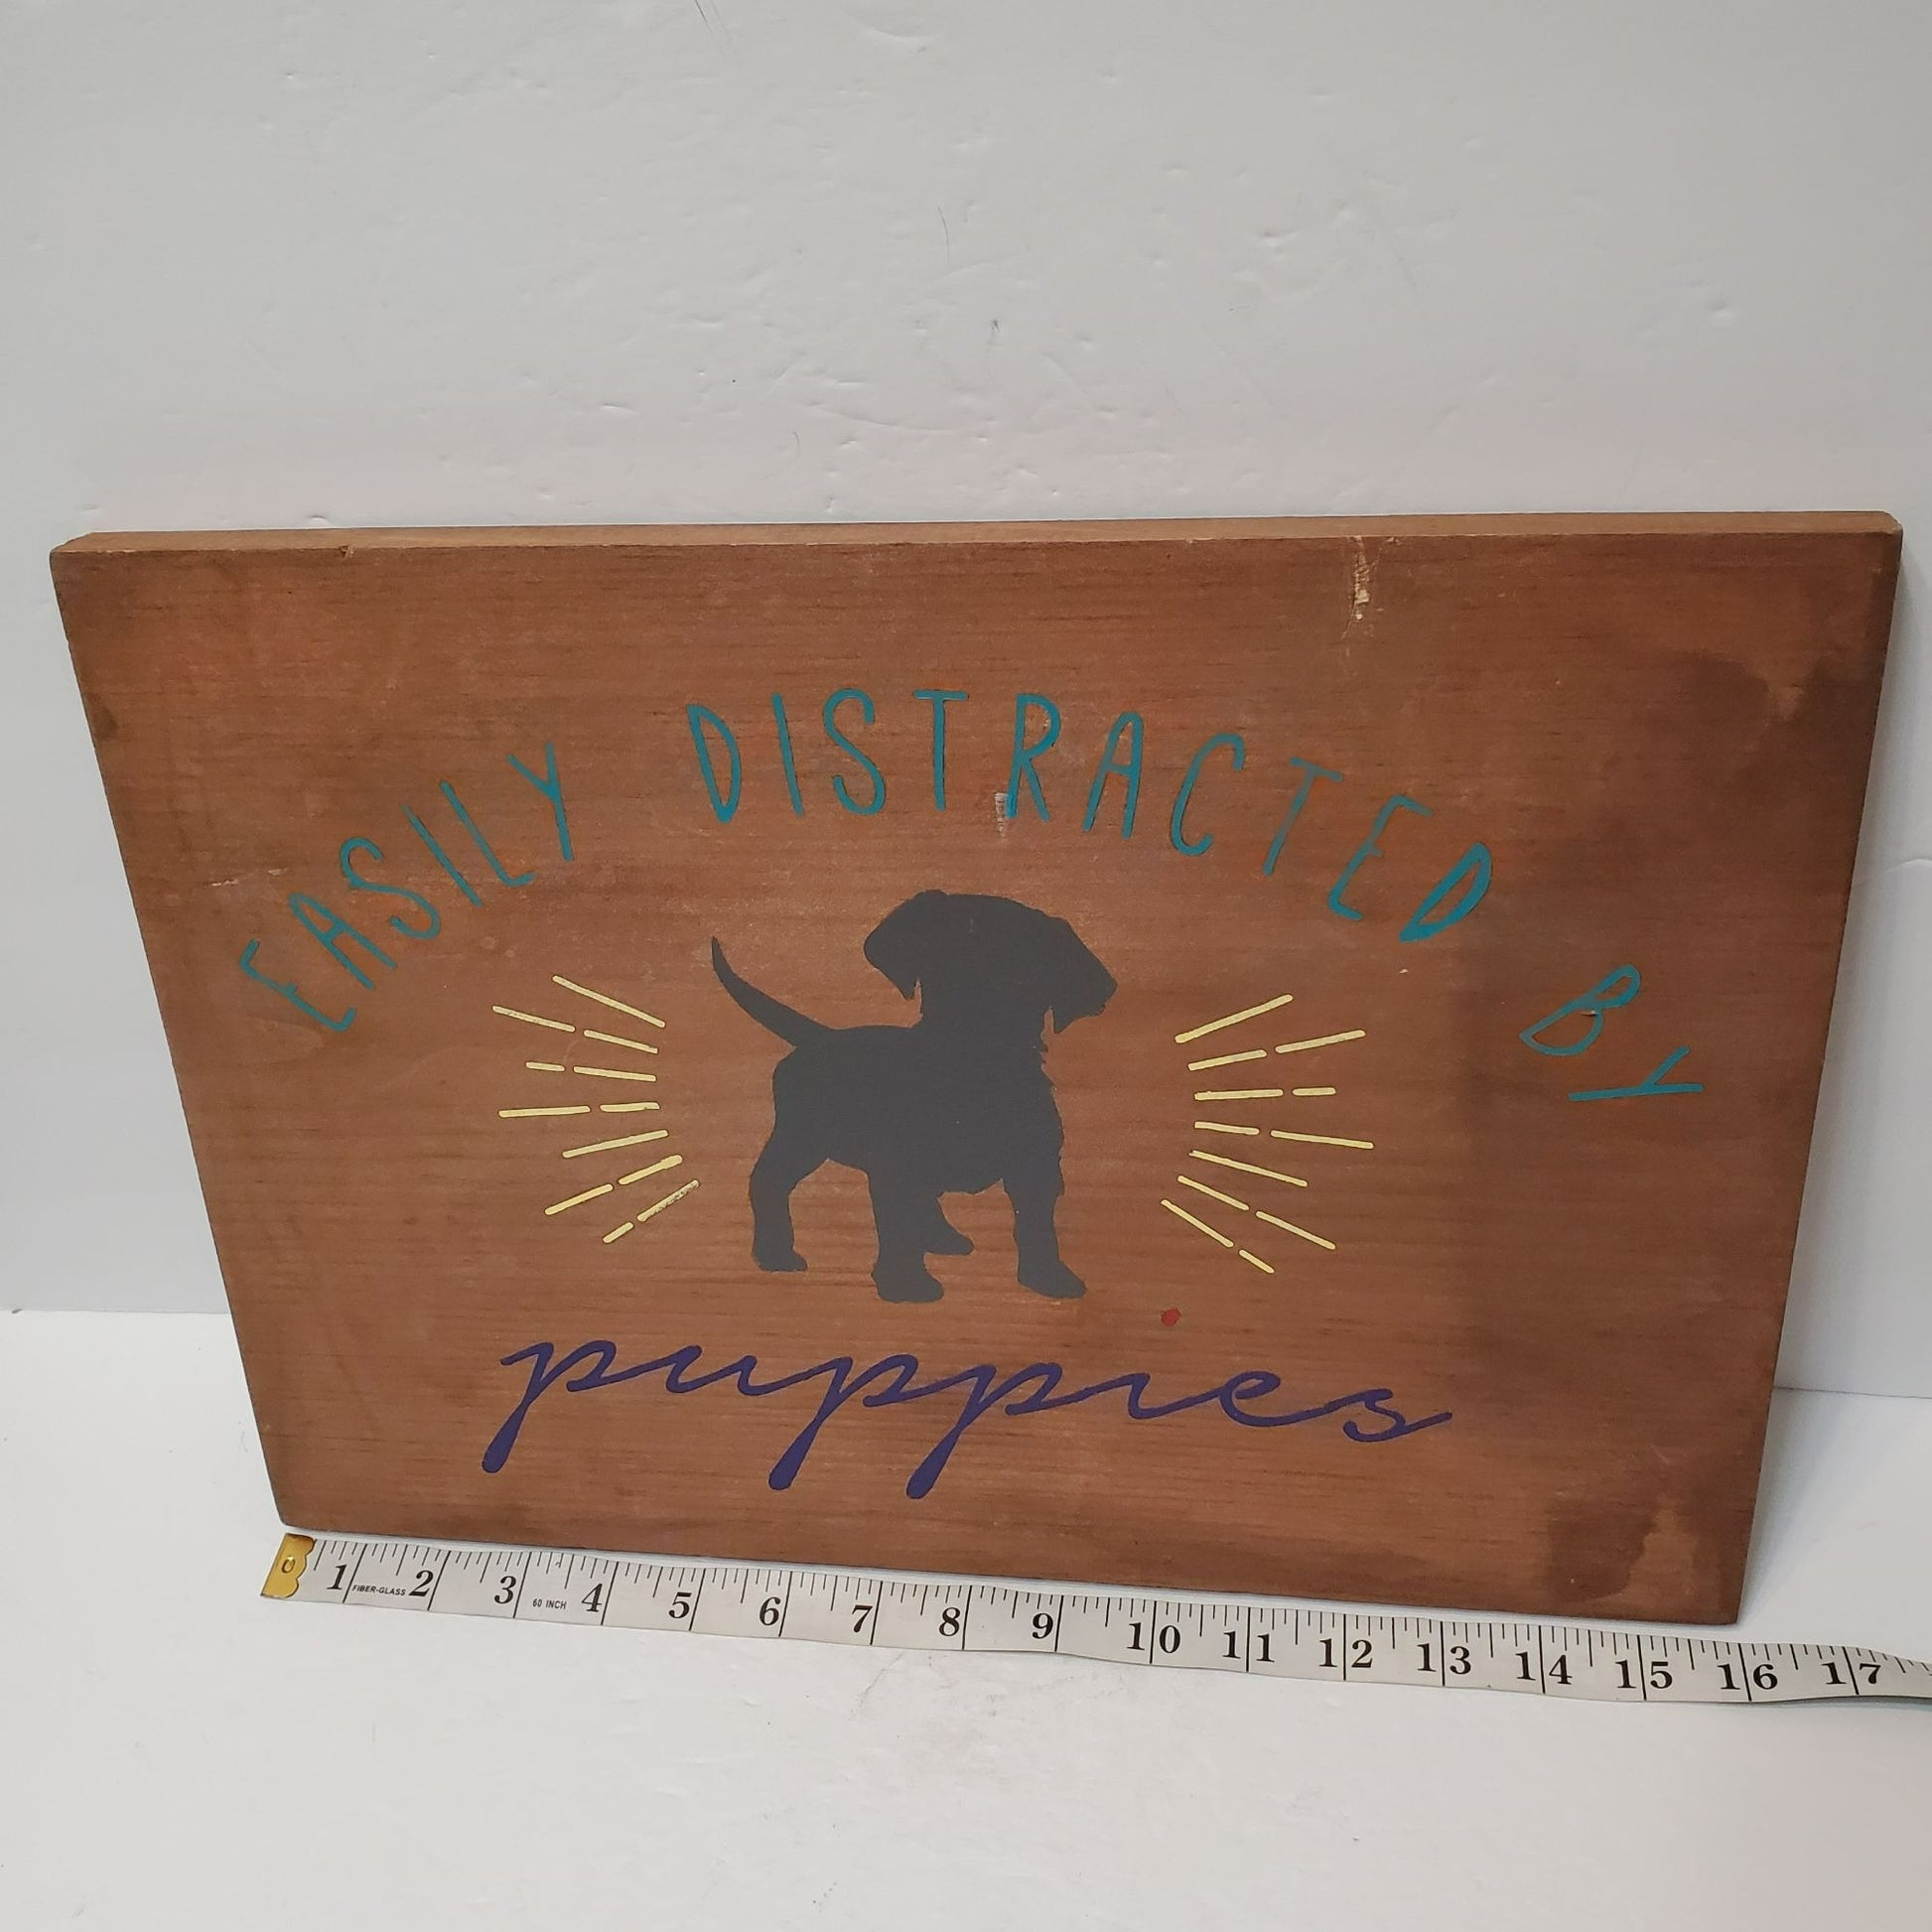 EASILY DISTRACTED BY
puppies
1 2 3 4 5 6 7 8 9 10 11 12 13 14 15 16 17
FIBER-GLASS
60 INCH